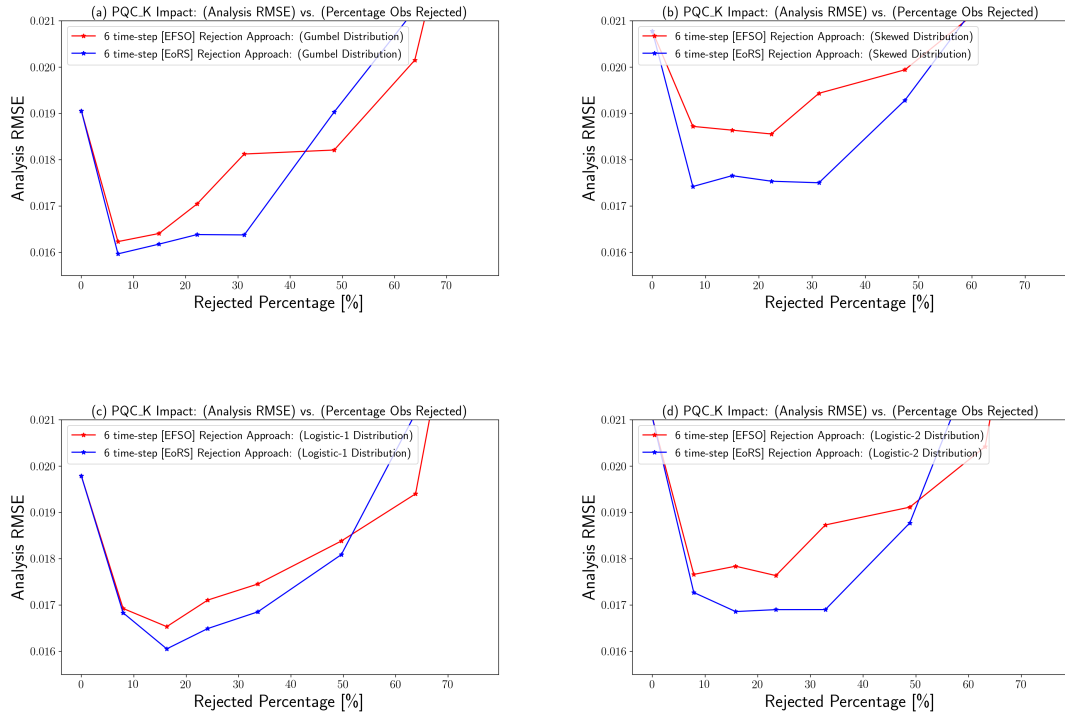 (a) PQC_K Impact: (Analysis RMSE) vs. (Percentage Obs Rejected)
6 time-step [EFSO] Rejection Approach: (Gumbel Distribution)
6 time-step [EoRS] Rejection Approach: (Gumbel Distribution)
0.021
0.020
0.019
0.018
0.017
0.016
Analysis RMSE
0 10 20 30 40 50 60 70
Rejected Percentage [%]
(b) PQC_K Impact: (Analysis RMSE) vs. (Percentage Obs Rejected)
6 time-step [EFSO] Rejection Approach: (Skewed Distribution)
6 time-step [EoRS] Rejection Approach: (Skewed Distribution)
0.021
0.020
0.019
0.018
0.017
0.016
Analysis RMSE
0 10 20 30 40 50 60 70
Rejected Percentage [%]
(c) PQC_K Impact: (Analysis RMSE) vs. (Percentage Obs Rejected)
6 time-step [EFSO] Rejection Approach: (Logistic-1 Distribution)
6 time-step [EoRS] Rejection Approach: (Logistic-1 Distribution)
0.021
0.020
0.019
0.018
0.017
0.016
Analysis RMSE
0 10 20 30 40 50 60 70
Rejected Percentage [%]
(d) PQC_K Impact: (Analysis RMSE) vs. (Percentage Obs Rejected)
6 time-step [EFSO] Rejection Approach: (Logistic-2 Distribution)
6 time-step [EoRS] Rejection Approach: (Logistic-2 Distribution)
0.021
0.020
0.019
0.018
0.017
0.016
Analysis RMSE
0 10 20 30 40 50 60 70
Rejected Percentage [%]